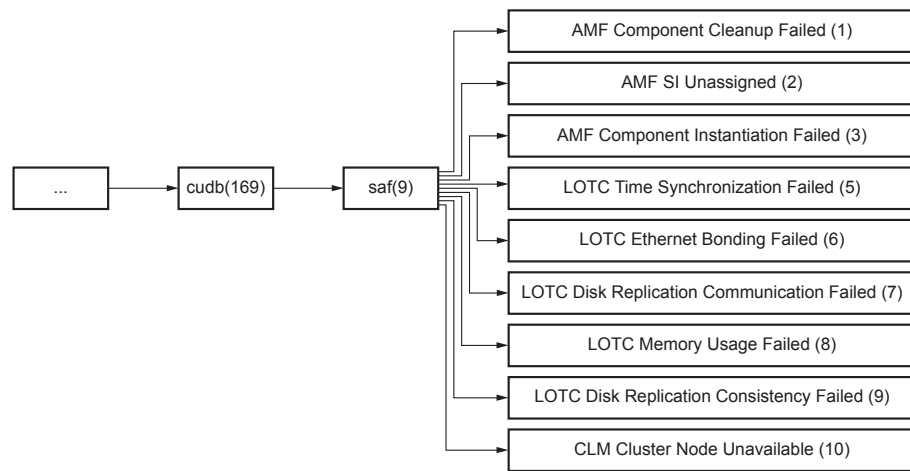 AMF Component Cleanup Failed (1)
AMF SI Unassigned (2)
AMF Component Instantiation Failed (3)
...
cudb(169)
saf(9)
LOTC Time Synchronization Failed (5)
LOTC Ethernet Bonding Failed (6)
LOTC Disk Replication Communication Failed (7)
LOTC Memory Usage Failed (8)
LOTC Disk Replication Consistency Failed (9)
CLM Cluster Node Unavailable (10)